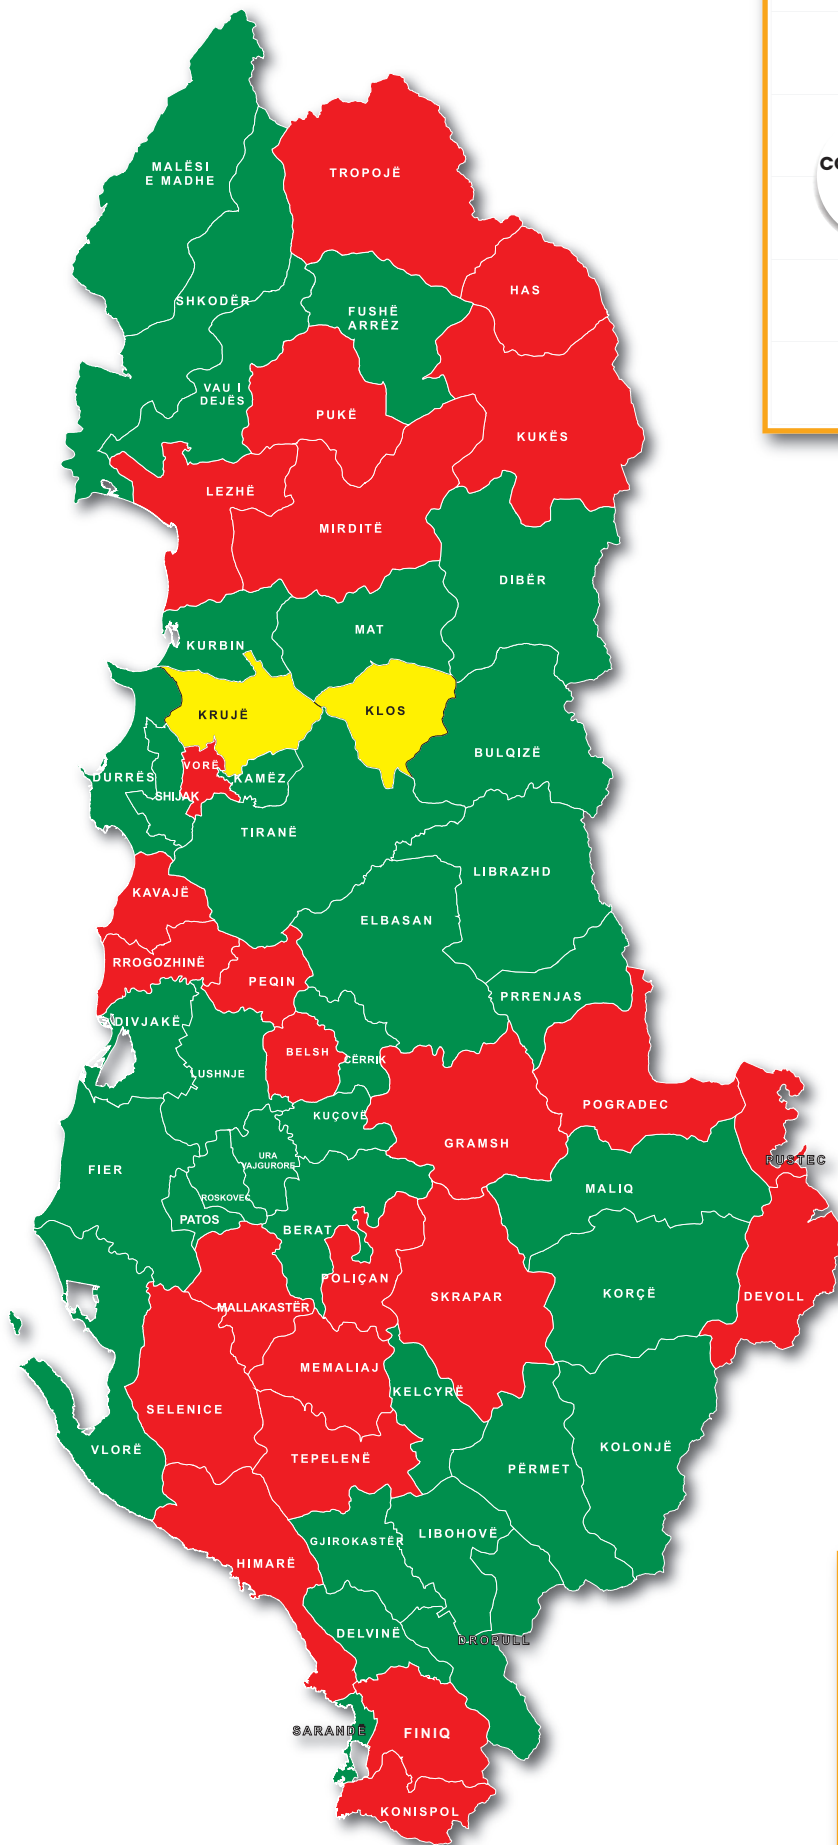 MALËSI
E MADHE
TROPOJË
HAS
SHKODËR
FUSHË
ARRËZ
VAU I
DEJËS
PUKË
KUKËS
LEZHË
MIRDITË
DIBËR
MAT
KURBIN
KRUJË
KLOS
BULQIZË
VORË
DURRËS
KAMËZ
SHIJAK
TIRANË
LIBRAZHD
KAVAJË
ELBASAN
RROGOZHINË
PEQIN
PRRENJAS
DIVJAKË
BELSH
CËRRIK
LUSHNJE
POGRADEC
KUÇOVË
GRAMSH
URA
VAJGURORE
PUSTEC
FIER
MALIQ
ROSKOVEC
PATOS
BERAT
POLIÇAN
SKRAPAR
KORÇË
DEVOLL
MALLAKASTËR
MEMALIAJ
KELCYRË
SELENICE
VLORË
KOLONJË
TEPELENË
PËRMET
LIBOHOVË
GJIROKASTËR
HIMARË
DELVINË
DROPULL
SARANDË
FINIQ
KONISPOL